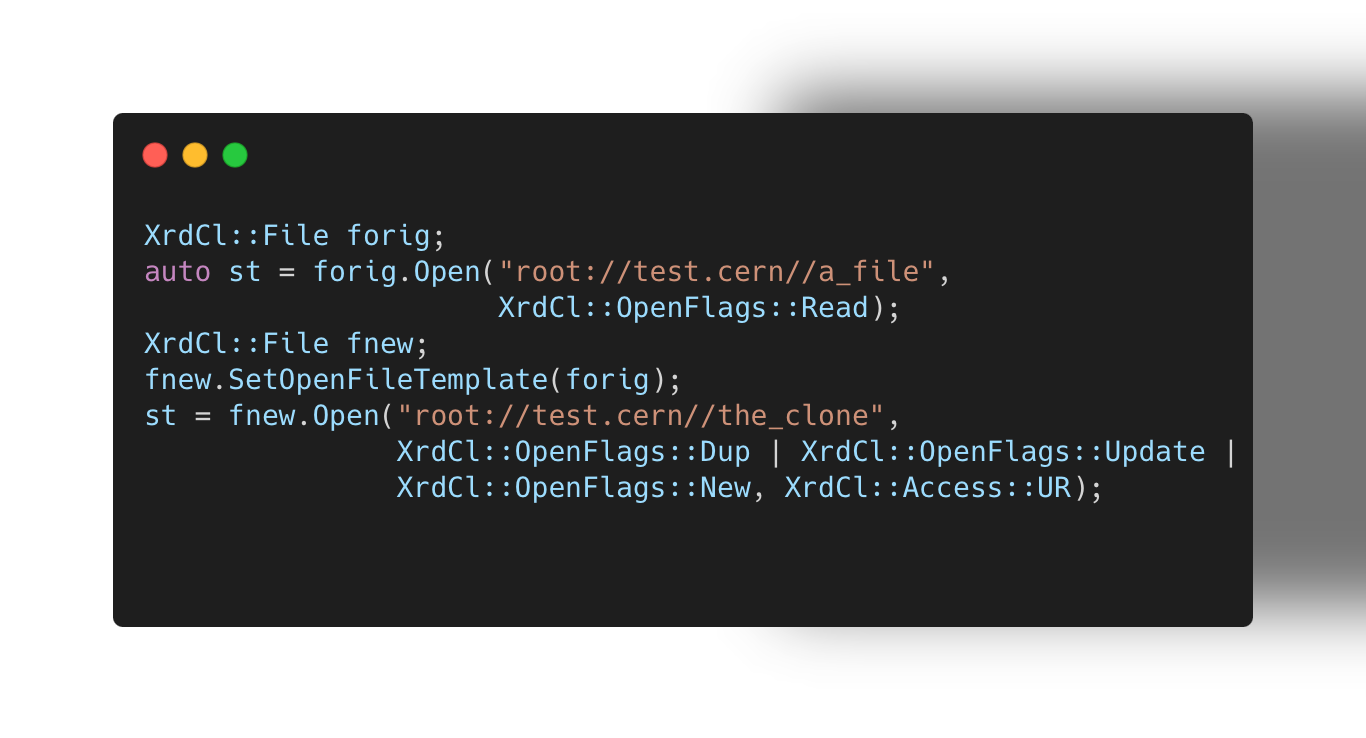 XrdCl::File forig;
auto st = forig.Open("root://test.cern//a_file",
                     XrdCl::OpenFlags::Read);
XrdCl::File fnew;
fnew.SetOpenFileTemplate(forig);
st = fnew.Open("root://test.cern//the_clone",
               XrdCl::OpenFlags::Dup | XrdCl::OpenFlags::Update |
               XrdCl::OpenFlags::New, XrdCl::Access::UR);